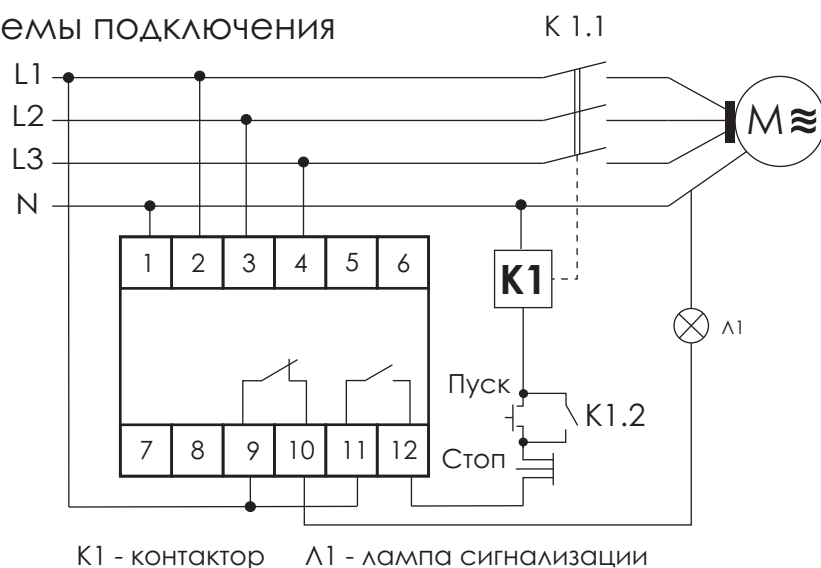 емы подключения
K 1.1
L1
L2
L3
N
M≋
1 2 3 4 5 6
K1
Λ1
Пуск
K1.2
Стоп
7 8 9 10 11 12
K1 - контактор Λ1 - лампа сигнализации